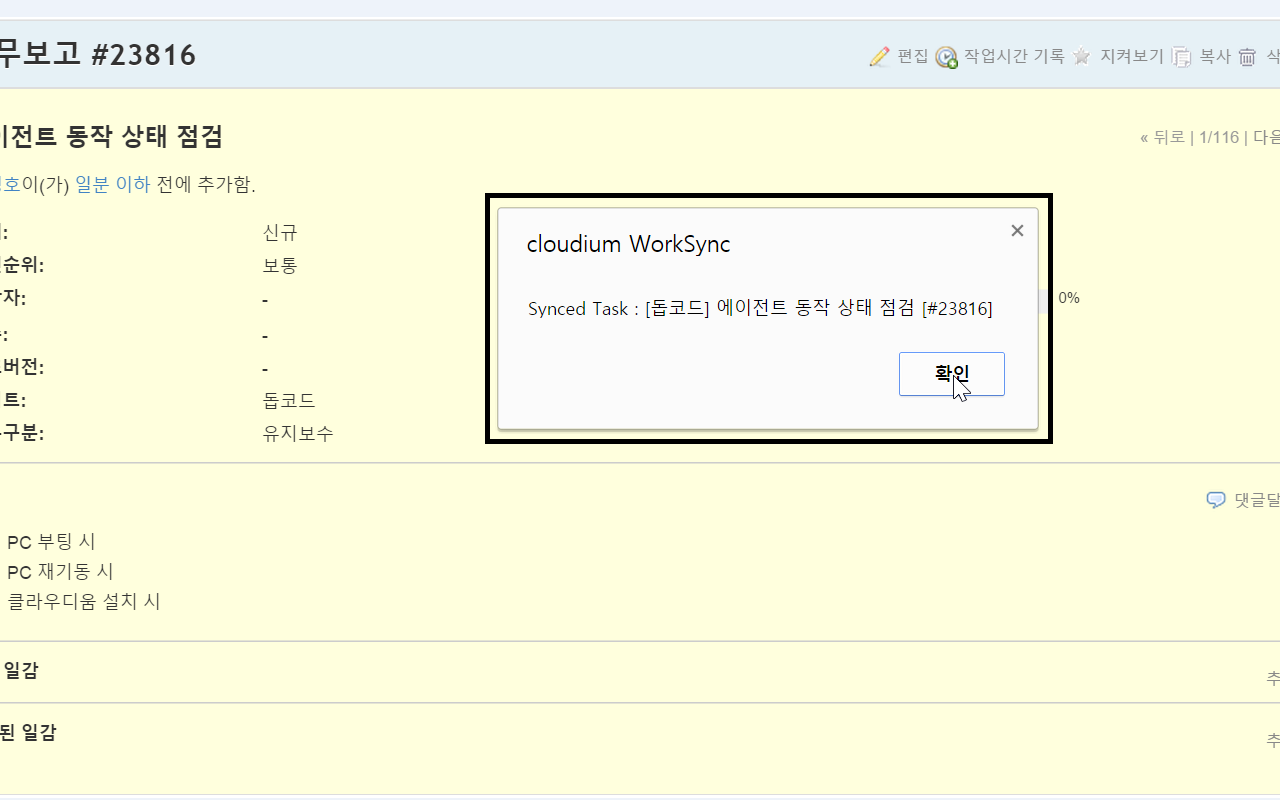 무보고 #23816
편집 작업시간 기록 지켜보기 복사
이전트 동작 상태 점검
« 뒤로 | 1/116 | 다음
호이(가) 일분 이하 전에 추가함.
신규
순위: 보통
자: -
-
버전: -
트: 돕코드
구분: 유지보수
0%
cloudium WorkSync
Synced Task : [돕코드] 에이전트 동작 상태 점검 [#23816]
확인
댓글달
PC 부팅 시
PC 재기동 시
클라우디움 설치 시
일감
추
된 일감
추